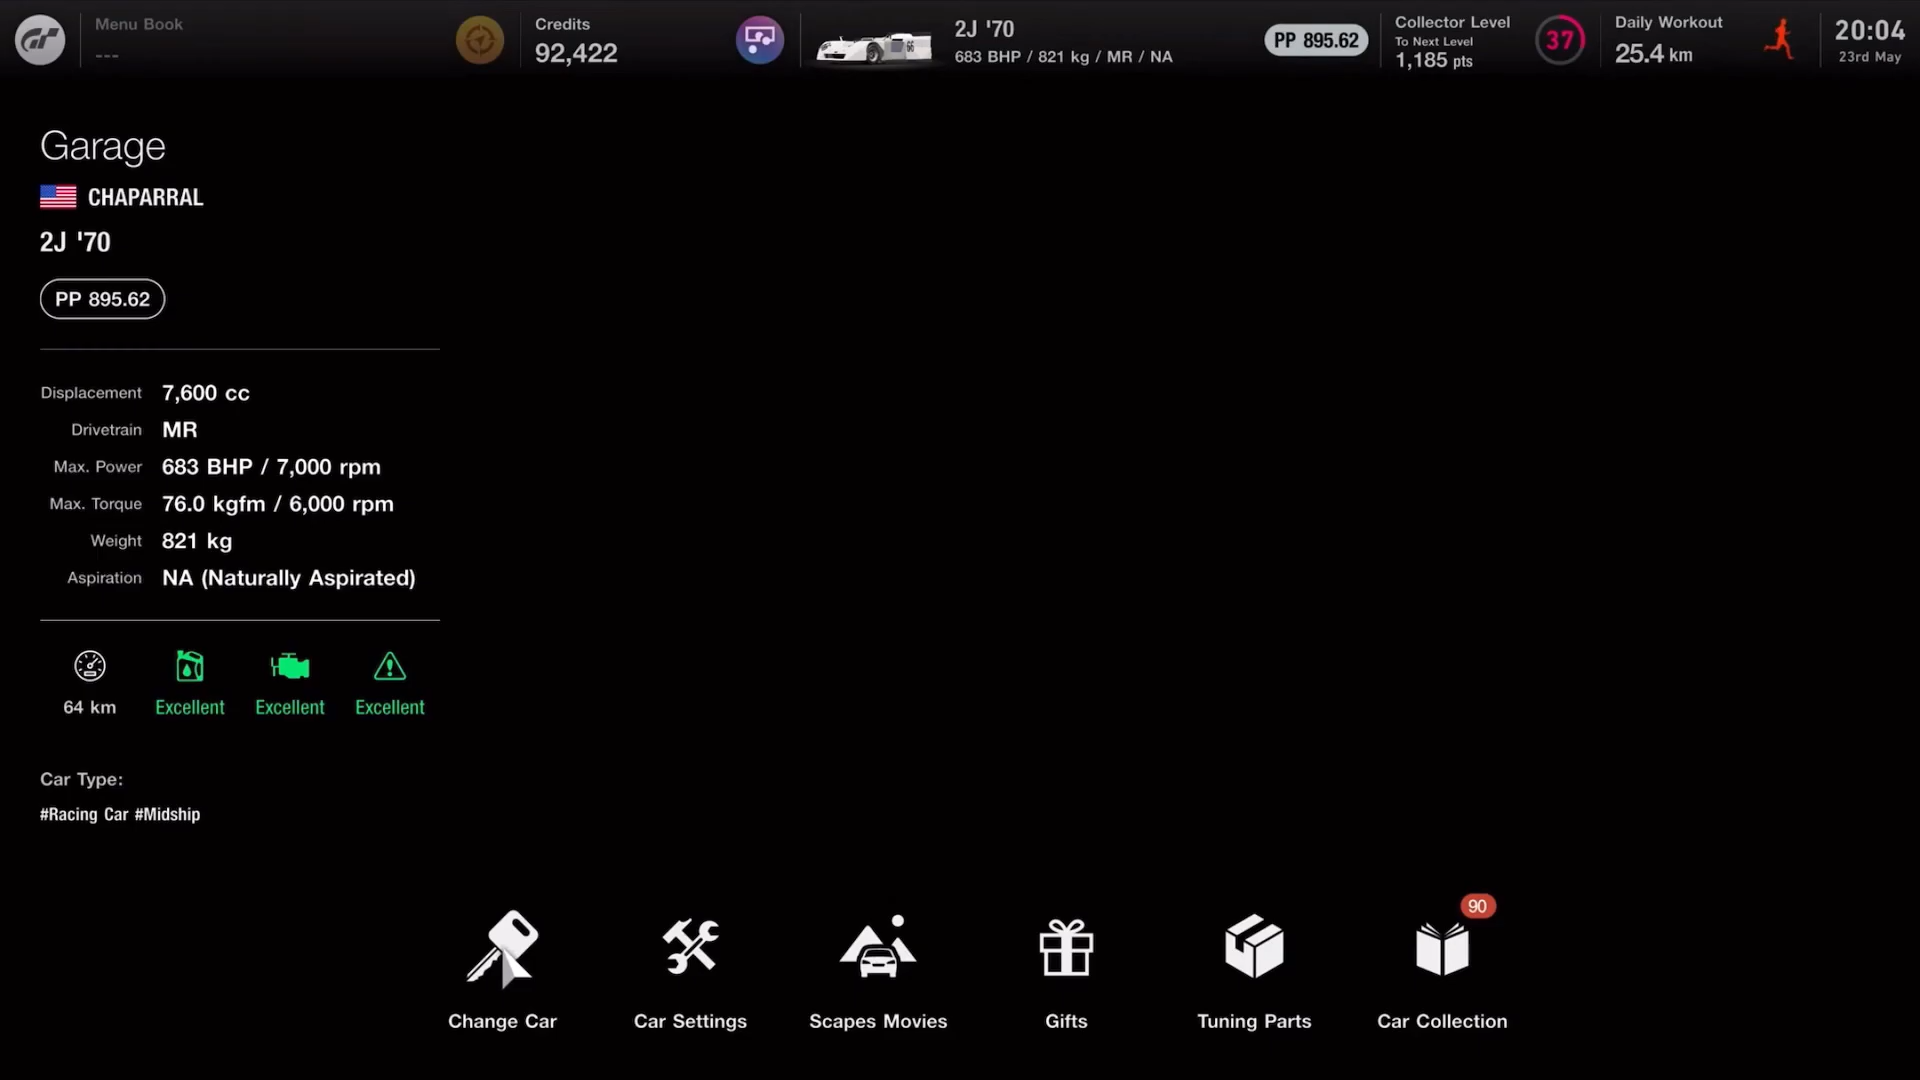 Menu Book
---
Credits
92,422
2J '70
683 BHP / 821 kg / MR / NA
PP 895.62
Collector Level
To Next Level
1,185 pts
37
Daily Workout
25.4 km
20:04
23rd May
Garage
CHAPARRAL
2J '70
PP 895.62
Displacement 7,600 cc
Drivetrain MR
Max. Power 683 BHP / 7,000 rpm
Max. Torque 76.0 kgfm / 6,000 rpm
Weight 821 kg
Aspiration NA (Naturally Aspirated)
64 km Excellent Excellent Excellent
Car Type:
#Racing Car #Midship
90
Change Car Car Settings Scapes Movies Gifts Tuning Parts Car Collection